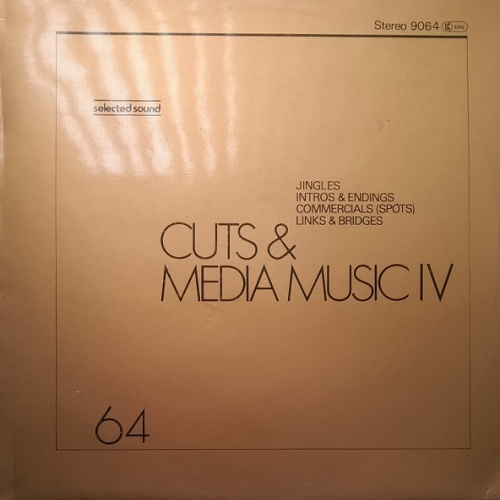 Stereo 9064
selected sound
JINGLES
INTROS & ENDINGS
COMMERCIALS (SPOTS)
LINKS & BRIDGES
CUTS &
MEDIA MUSIC IV
64